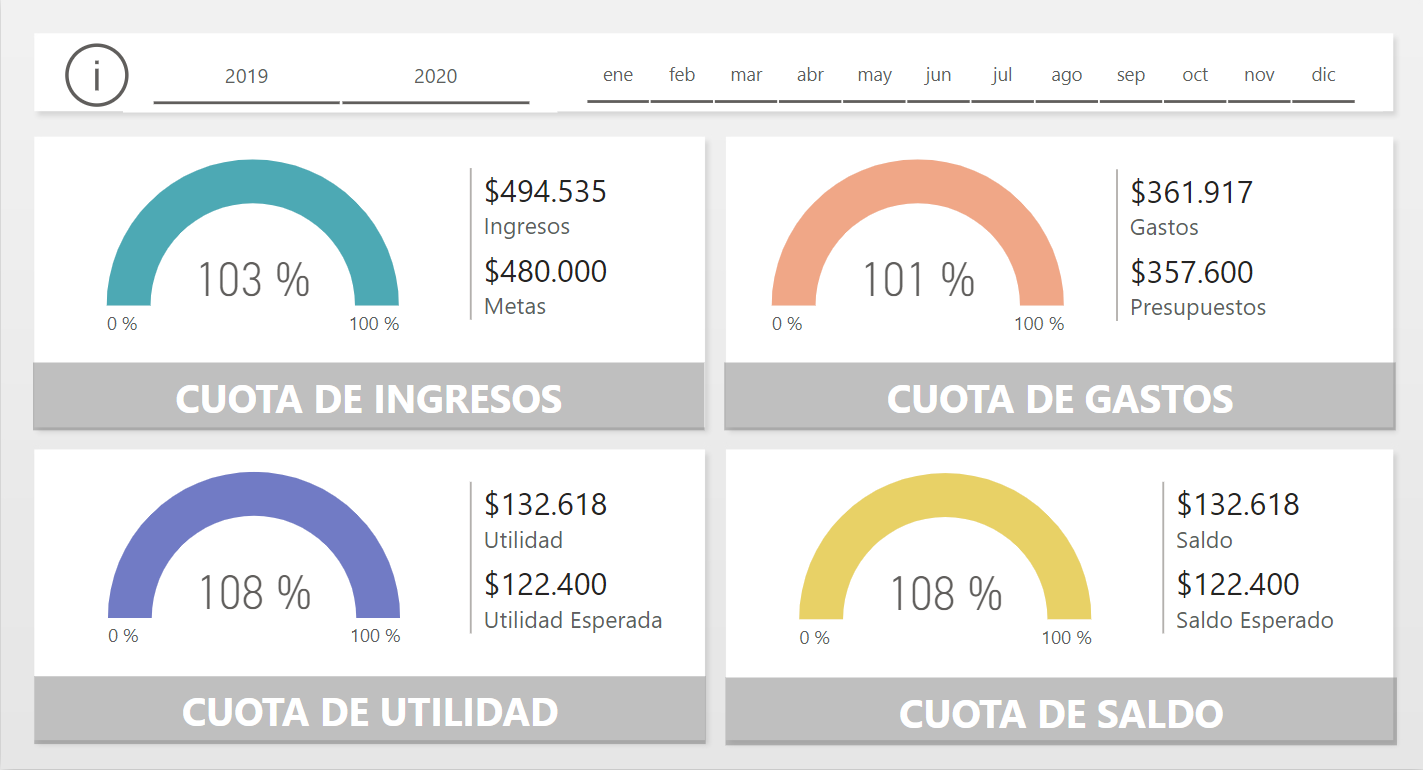 i
2019 2020 ene feb mar abr may jun jul ago sep oct nov dic
103 %
0 % 100 %
$494.535
Ingresos
$480.000
Metas
CUOTA DE INGRESOS
101 %
0 % 100 %
$361.917
Gastos
$357.600
Presupuestos
CUOTA DE GASTOS
108 %
0 % 100 %
$132.618
Utilidad
$122.400
Utilidad Esperada
CUOTA DE UTILIDAD
108 %
0 % 100 %
$132.618
Saldo
$122.400
Saldo Esperado
CUOTA DE SALDO